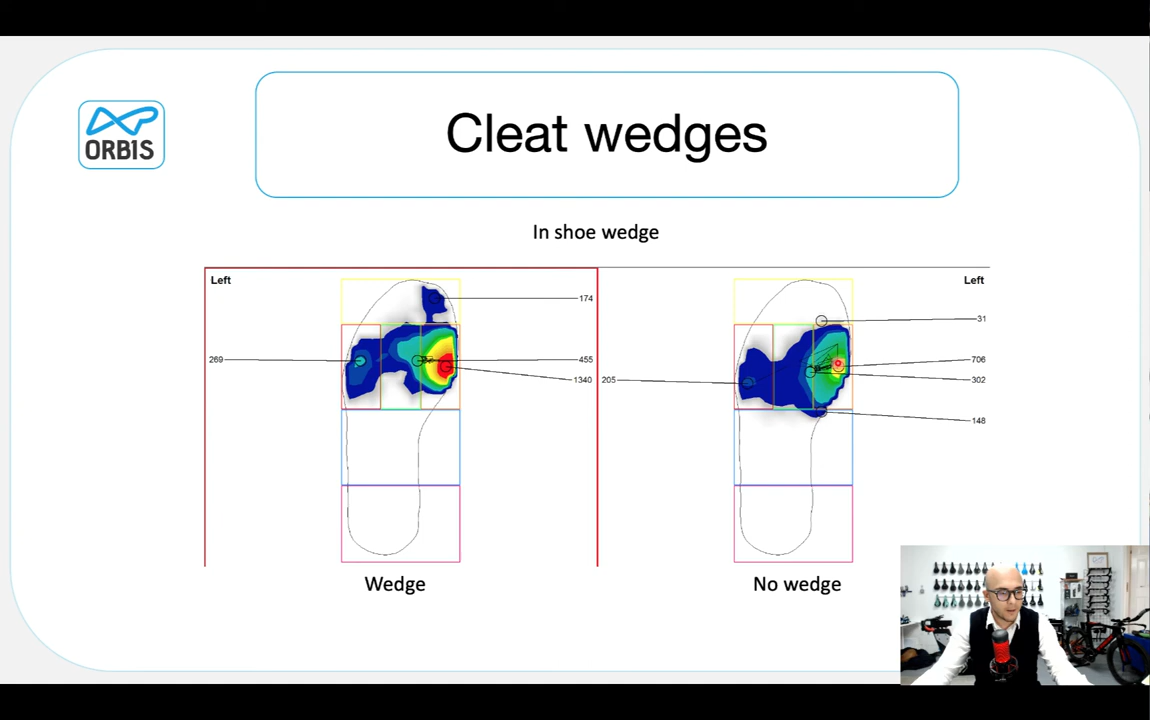 ORBIS
Cleat wedges
In shoe wedge
Left
Left
174
31
269
455
706
1340
205
302
148
Wedge
No wedge